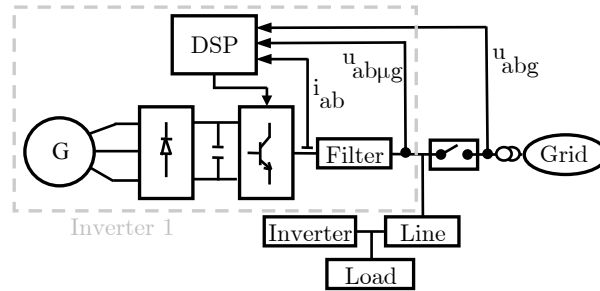 DSP
u
abμg
u
abg
i
ab
G
Filter
Grid
Inverter 1
Inverter
Line
Load